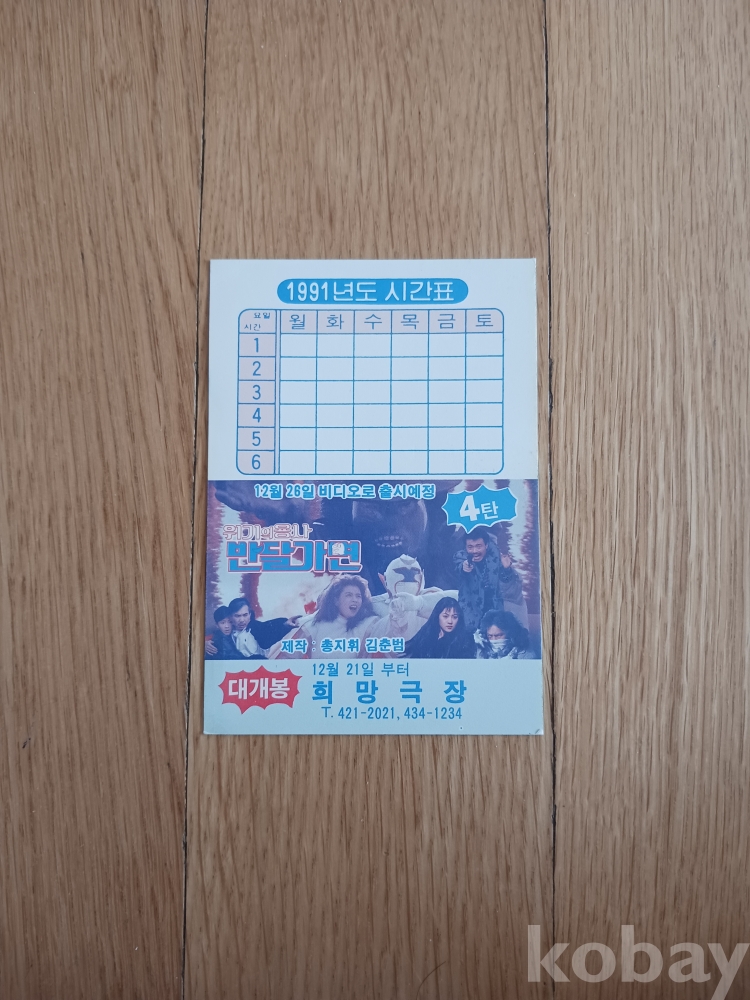 1991년도 시간표
요일
시간
월 화 수 목 금 토
1
2
3
4
5
6
12월 26일 비디오로 출시예정
4탄
위기의 용나
반달가면
제작 : 총지휘 김춘범
대개봉
12월 21일 부터
희망극장
T. 421-2021, 434-1234
kobay